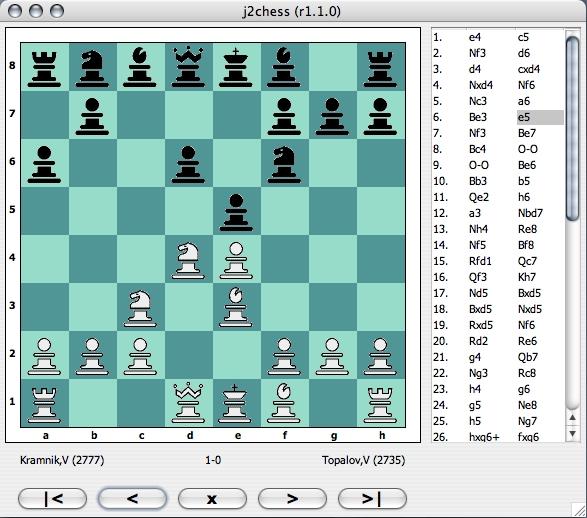 j2chess (r1.1.0)
1. e4 c5
2. Nf3 d6
3. d4 cxd4
4. Nxd4 Nf6
5. Nc3 a6
6. Be3 e5
7. Nf3 Be7
8. Bc4 O-O
9. O-O Be6
10. Bb3 b5
11. Qe2 h6
12. a3 Nbd7
13. Nh4 Re8
14. Nf5 Bf8
15. Rfd1 Qc7
16. Qf3 Kh7
17. Nd5 Bxd5
18. Bxd5 Nxd5
19. Rxd5 Nf6
20. Rd2 Re6
21. g4 Qb7
22. Ng3 Rc8
23. h4 g6
24. g5 Ne8
25. h5 Ng7
26. hxg6+ fxg6
8
7
6
5
4
3
2
1
a b c d e f g h
Kramnik,V (2777) 1-0 Topalov,V (2735)
|< < x > >|